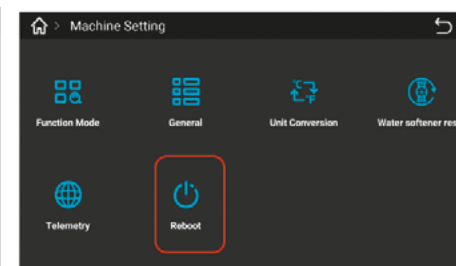 > Machine Setting
Function Mode
General
Unit Conversion
°C
°F
Water softener res
Telemetry
Reboot